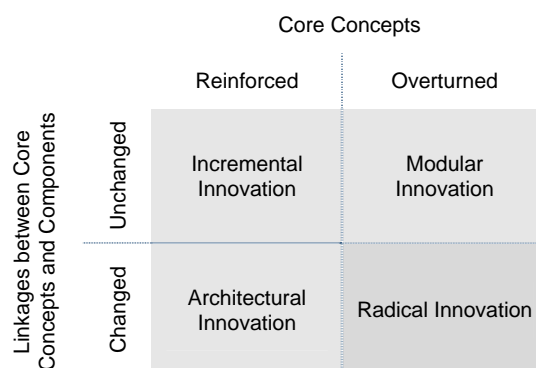 Core Concepts
Reinforced
Overturned
Linkages between Core
Concepts and Components
Unchanged
Incremental
Innovation
Modular
Innovation
Changed
Architectural
Innovation
Radical Innovation